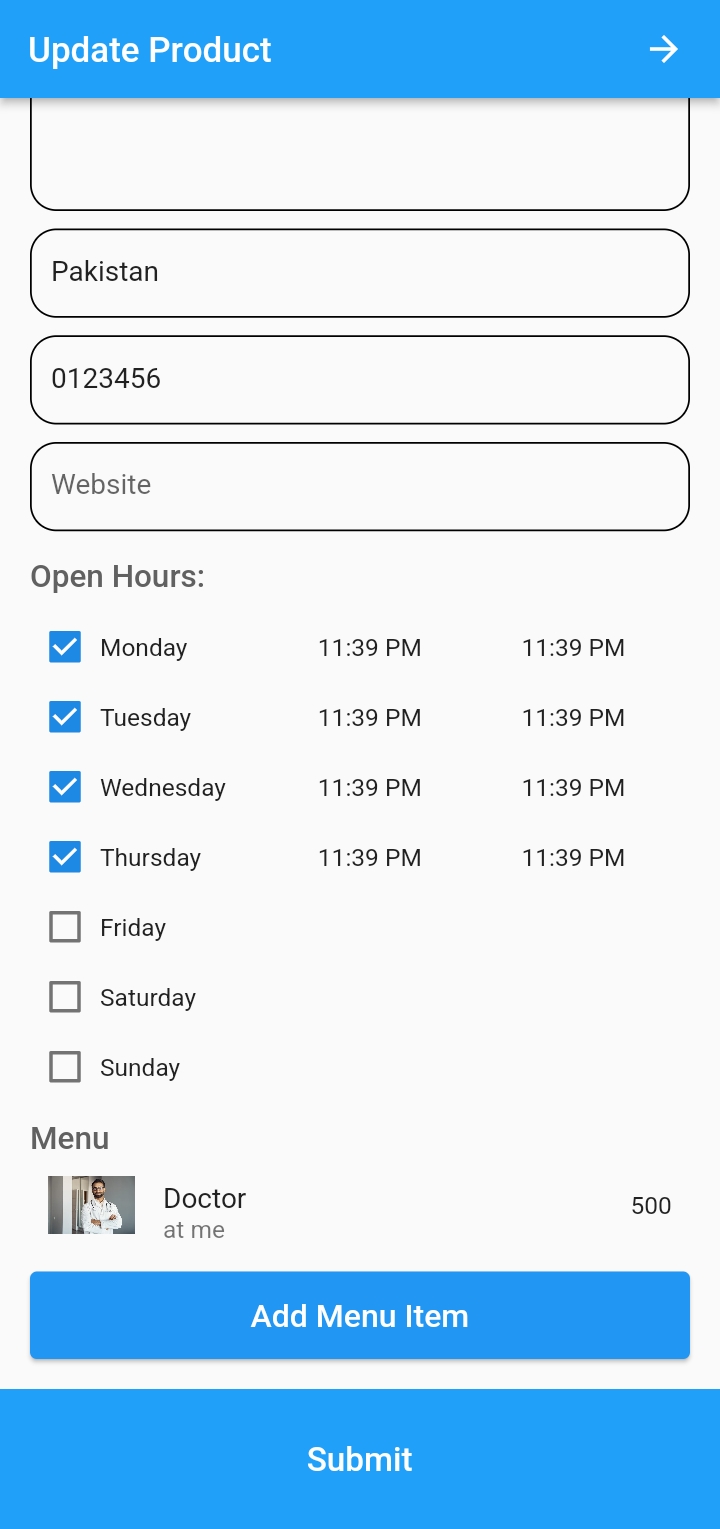 Update Product
Pakistan
0123456
Website
Open Hours:
Monday 11:39 PM 11:39 PM
Tuesday 11:39 PM 11:39 PM
Wednesday 11:39 PM 11:39 PM
Thursday 11:39 PM 11:39 PM
Friday
Saturday
Sunday
Menu
Doctor 500
at me
Add Menu Item
Submit